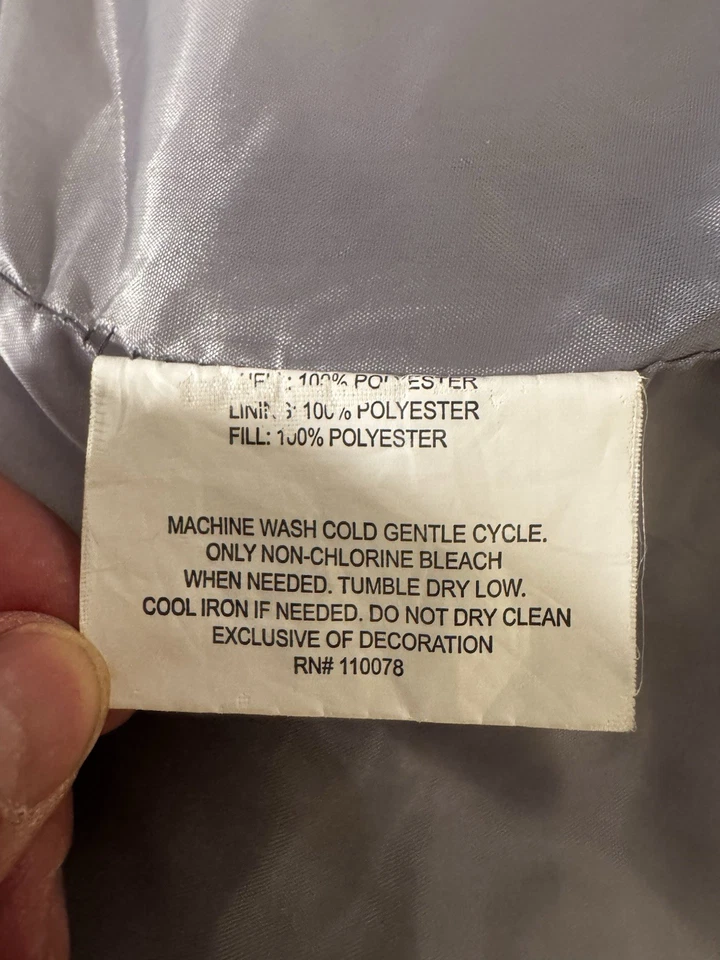 100% POLYESTER
LINING: 100% POLYESTER
FILL: 100% POLYESTER
MACHINE WASH COLD GENTLE CYCLE.
ONLY NON-CHLORINE BLEACH
WHEN NEEDED. TUMBLE DRY LOW.
COOL IRON IF NEEDED. DO NOT DRY CLEAN
EXCLUSIVE OF DECORATION
RN# 110078